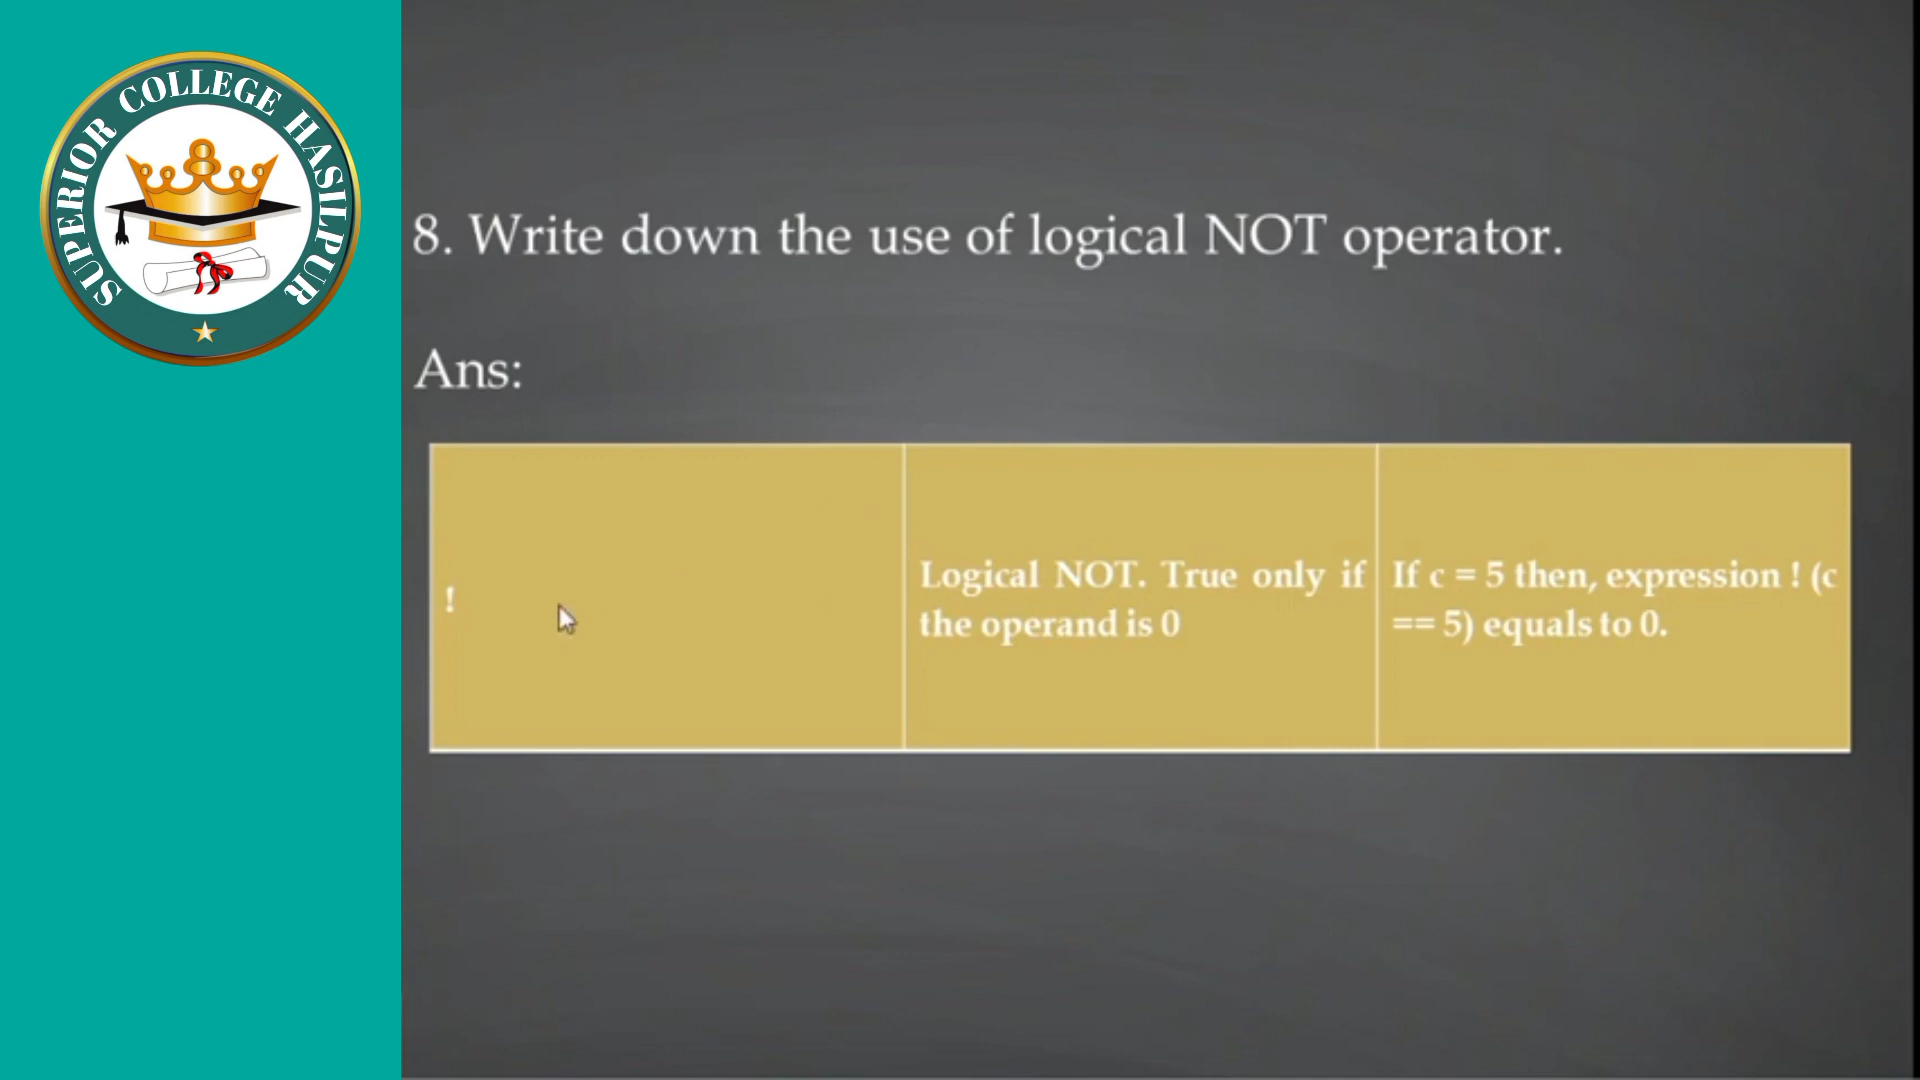 SUPERIOR COLLEGE HASILPUR
8. Write down the use of logical NOT operator.
Ans:
!
Logical NOT. True only if
the operand is 0
If c = 5 then, expression ! (c
== 5) equals to 0.